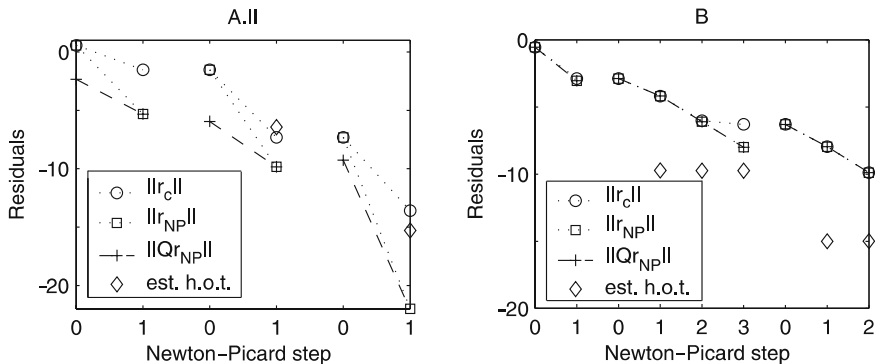 A.II
Residuals
0
−10
−22
||r_c||
||r_NP||
||Qr_NP||
est. h.o.t.
0 1 0 1 0 1
Newton−Picard step
B
Residuals
0
−10
−20
||r_c||
||r_NP||
||Qr_NP||
est. h.o.t.
0 1 0 1 2 3 0 1 2
Newton−Picard step